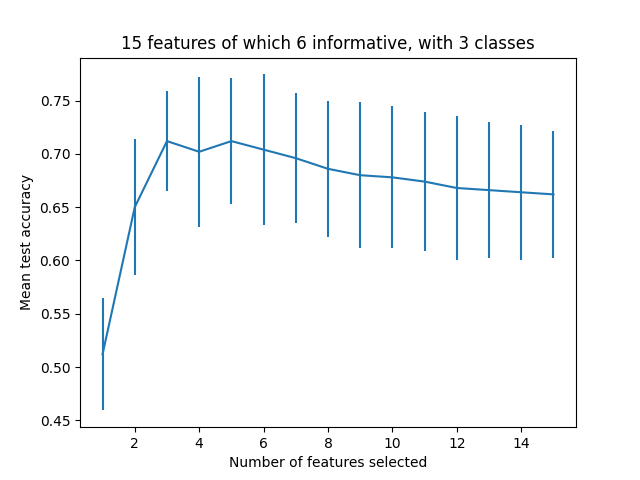 15 features of which 6 informative, with 3 classes
Mean test accuracy
0.75
0.70
0.65
0.60
0.55
0.50
0.45
2 4 6 8 10 12 14
Number of features selected